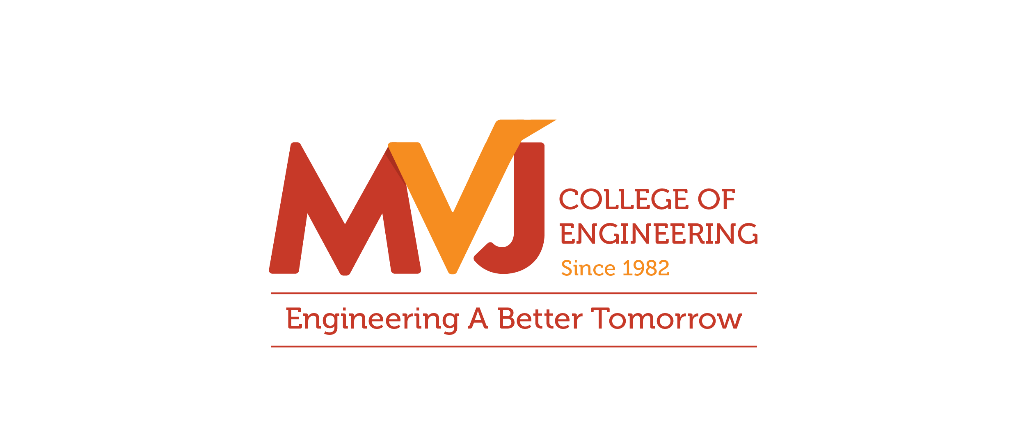 MVJ
COLLEGE OF
ENGINEERING
Since 1982
Engineering A Better Tomorrow